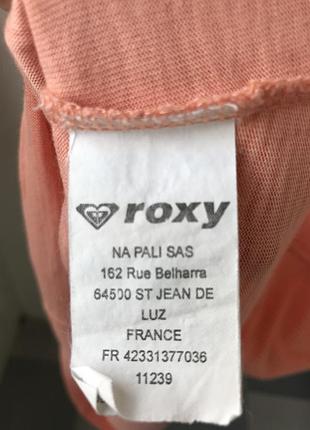 roxy
NA PALI SAS
162 Rue Belharra
64500 ST JEAN DE
LUZ
FRANCE
FR 42331377036
11239